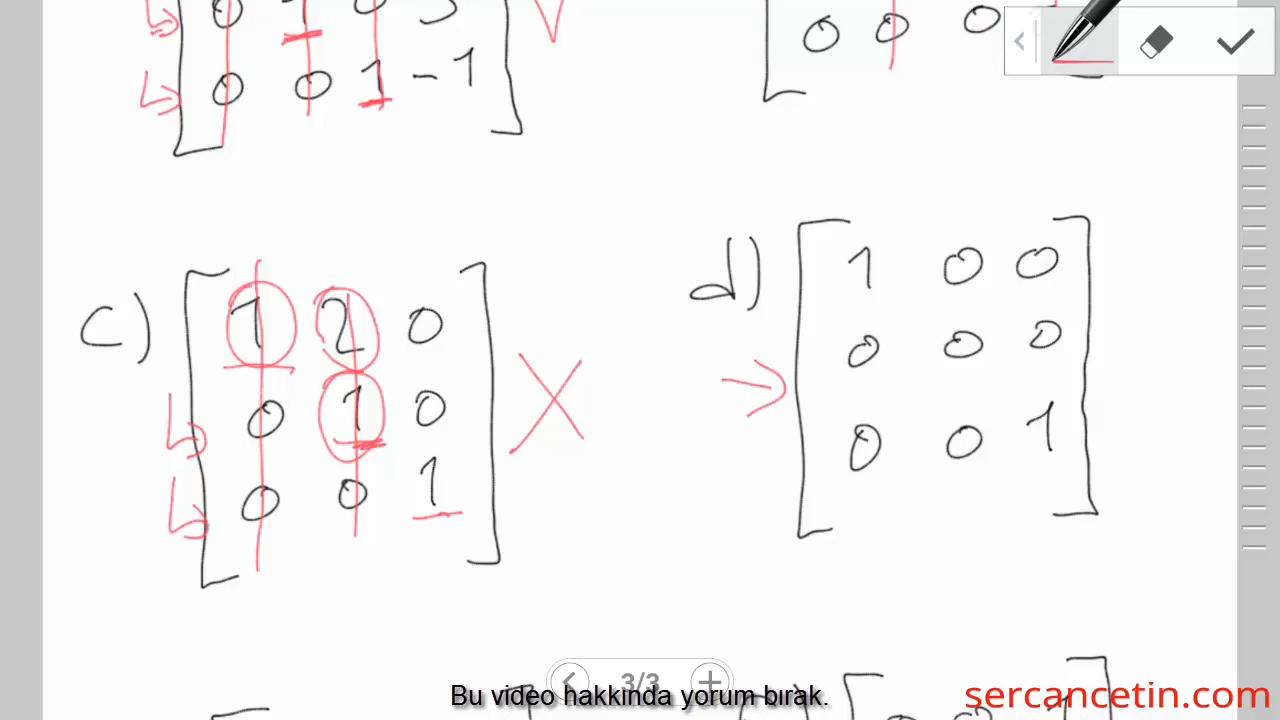 0 1 0 3
0 0 1 -1
0 0 0
c)
1 2 0
0 1 0
0 0 1
d)
1 0 0
0 0 0
0 0 1
3/3
Bu video hakkında yorum bırak.
sercancetin.com